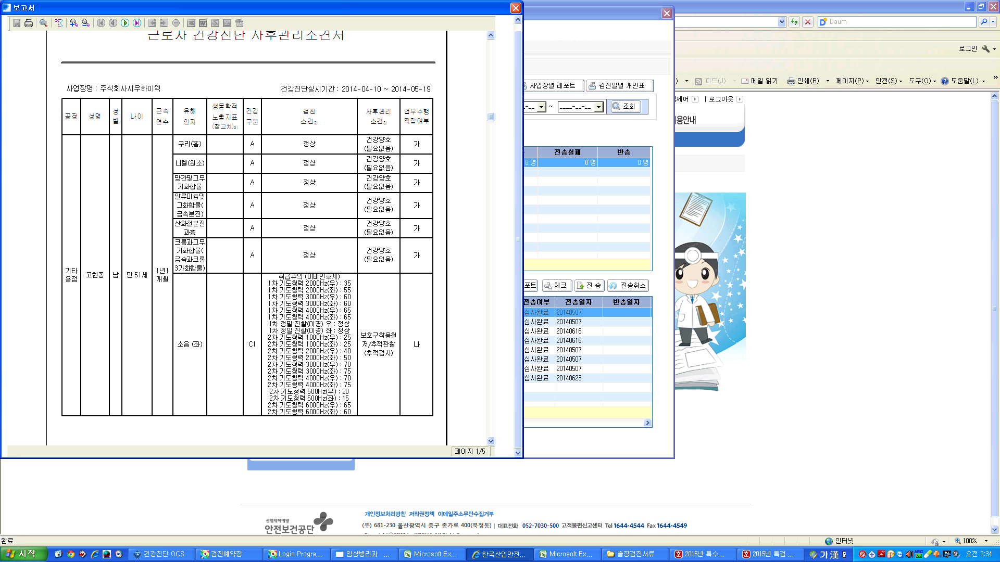 보고서
Daum
로그인
근로자 건강진단 사후관리소견서
사업장명 : 주식회사시우하이텍
건강진단실시기간 : 2014-04-10 ~ 2014-05-19
공정 성명 성별 나이 근속연수 유해인자 생물학적노출지표(참고치)2) 건강구분 검진소견3) 사후관리소견3) 업무수행적합여부
기타용접 고현종 남 만 51세 1년1개월
구리(흄) A 정상 건강양호(필요없음) 가
니켈(원소) A 정상 건강양호(필요없음) 가
망간및그무기화합물 A 정상 건강양호(필요없음) 가
알루미늄및그화합물(금속분진) A 정상 건강양호(필요없음) 가
산화철분진과흄 A 정상 건강양호(필요없음) 가
크롬과그무기화합물(금속과크롬3가화합물) A 정상 건강양호(필요없음) 가
소음 (좌) C1
취급주의 (이비인후계)
1차 기도청력 2000Hz(우) : 35
1차 기도청력 2000Hz(좌) : 55
1차 기도청력 3000Hz(우) : 60
1차 기도청력 3000Hz(좌) : 60
1차 기도청력 4000Hz(우) : 65
1차 기도청력 4000Hz(좌) : 65
1차 정밀 진찰(이경) 우 : 정상
1차 정밀 진찰(이경) 좌 : 정상
2차 기도청력 1000Hz(우) : 25
2차 기도청력 1000Hz(좌) : 25
2차 기도청력 2000Hz(우) : 40
2차 기도청력 2000Hz(좌) : 50
2차 기도청력 3000Hz(우) : 70
2차 기도청력 3000Hz(좌) : 75
2차 기도청력 4000Hz(우) : 70
2차 기도청력 4000Hz(좌) : 75
2차 기도청력 500Hz(우) : 20
2차 기도청력 500Hz(좌) : 15
2차 기도청력 6000Hz(우) : 65
2차 기도청력 6000Hz(좌) : 60
보호구착용철저/추적관찰(추적검사) 나
페이지 1/5
사업장별 레포트 검진일별 개인표
피드(J) 메일 읽기 인쇄(R) 페이지(P) 안전(S) 도구(O) 도움말(L)
제어 | 로그아웃
__-__ ~ ____-__-__ 조회
용안내
전송실패 반송
8 명 0 명 0 명
포트 체크 전 송 전송취소
전송여부 전송일자 반송일자
심사완료 20140507
심사완료 20140507
심사완료 20140616
심사완료 20140616
심사완료 20140507
심사완료 20140507
심사완료 20140507
심사완료 20140623
개인정보처리방침 저작권정책 이메일주소무단수집거부
산업재해예방
안전보건공단
(우) 681-230 울산광역시 중구 종가로 400(북정동) | 대표전화 052-7030-500 고객불편신고센터 Tel 1644-4544 Fax 1644-4549
완료 인터넷 100%
시작 건강진단 OCS 검진예약장 Login Progra... 임상병리과 ... Microsoft Ex... 한국산업안전... Microsoft Ex... 출장검진서류 2015년 특수... 2015년 특검 ... 가 漢 오전 9:34